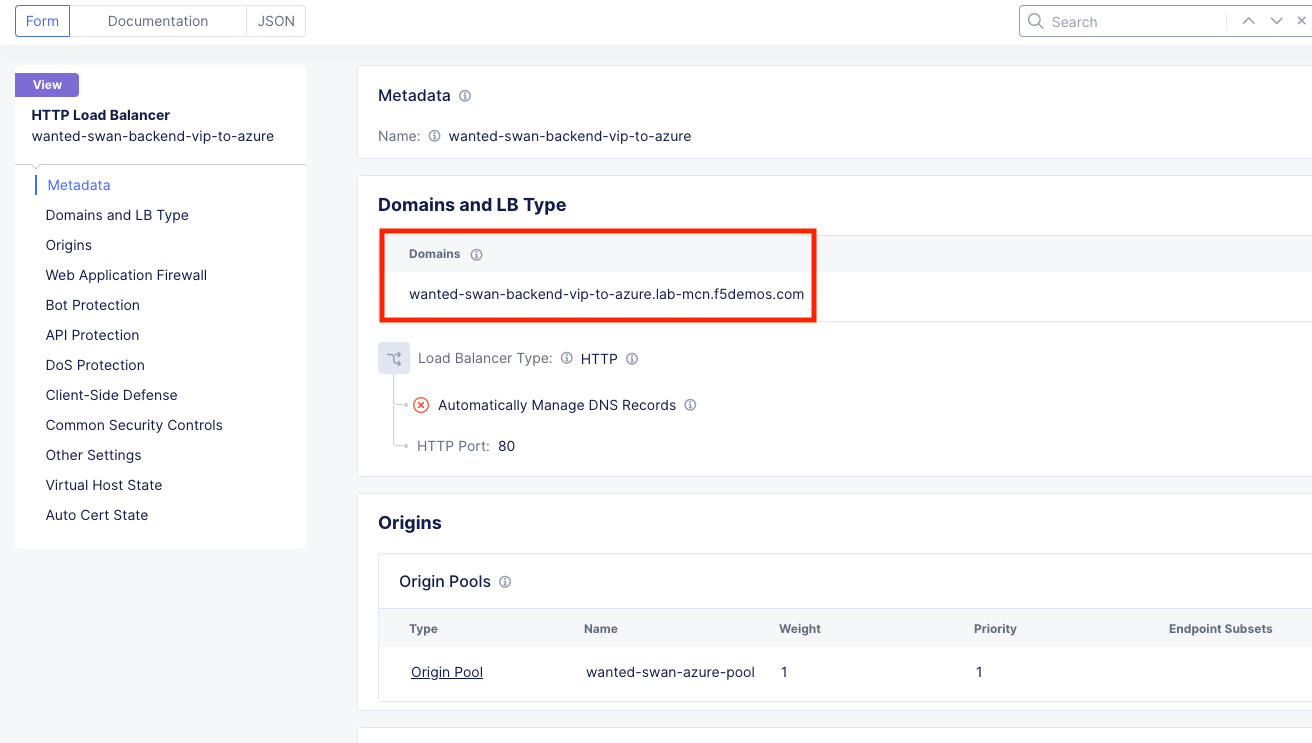 Form Documentation JSON
Search
View
HTTP Load Balancer
wanted-swan-backend-vip-to-azure
Metadata
Domains and LB Type
Origins
Web Application Firewall
Bot Protection
API Protection
DoS Protection
Client-Side Defense
Common Security Controls
Other Settings
Virtual Host State
Auto Cert State
Metadata
Name: wanted-swan-backend-vip-to-azure
Domains and LB Type
Domains
wanted-swan-backend-vip-to-azure.lab-mcn.f5demos.com
Load Balancer Type: HTTP
Automatically Manage DNS Records
HTTP Port: 80
Origins
Origin Pools
Type Name Weight Priority Endpoint Subsets
Origin Pool wanted-swan-azure-pool 1 1